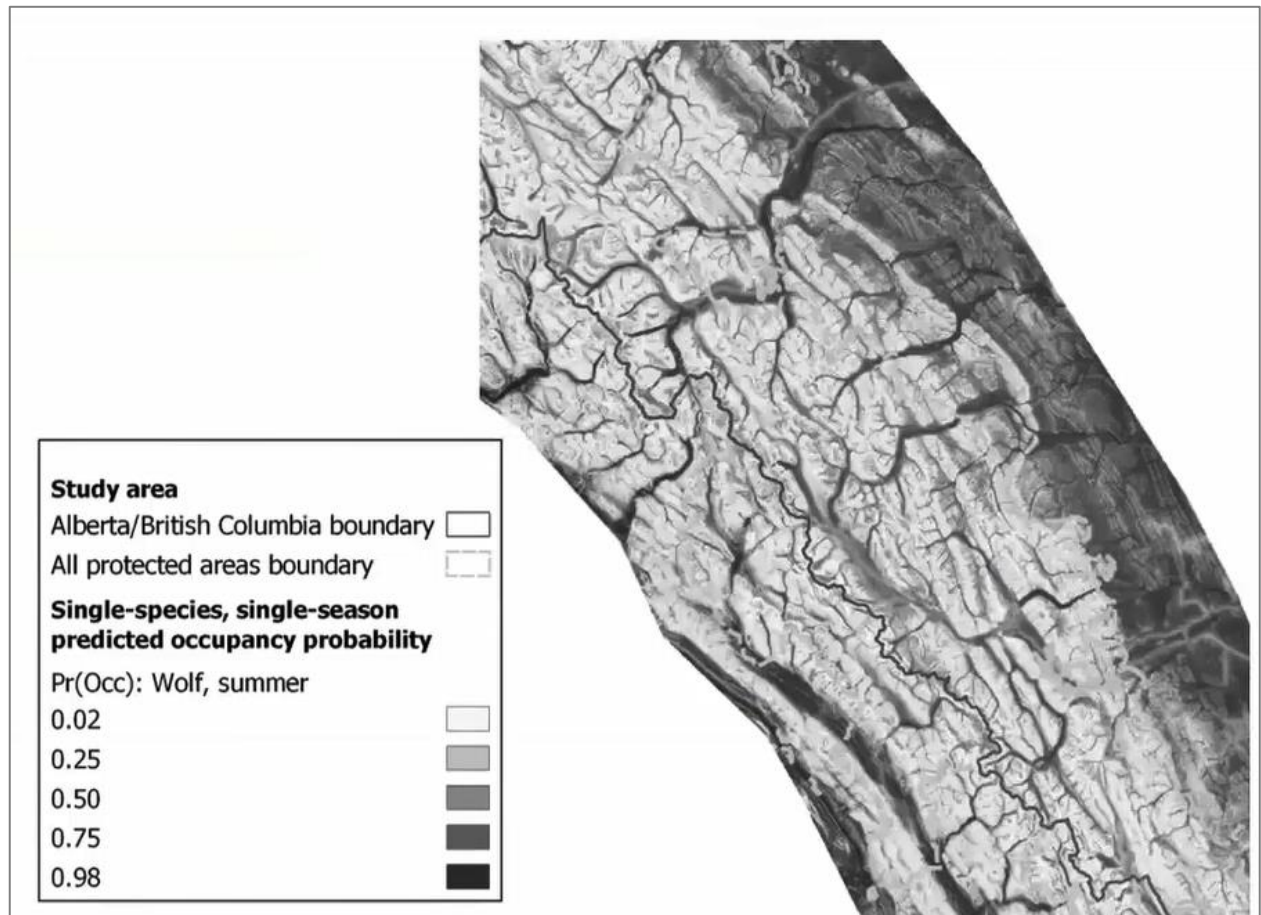 Study area
Alberta/British Columbia boundary
All protected areas boundary
Single-species, single-season
predicted occupancy probability
Pr(Occ): Wolf, summer
0.02
0.25
0.50
0.75
0.98